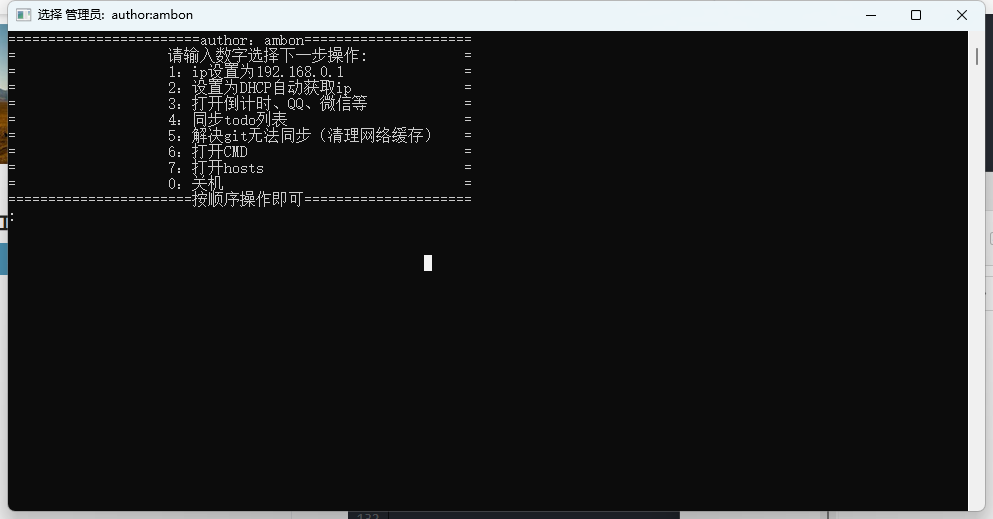 选择 管理员: author:ambon
========================author: ambon=====================
= 请输入数字选择下一步操作: =
= 1: ip设置为192.168.0.1 =
= 2: 设置为DHCP自动获取ip =
= 3: 打开倒计时、QQ、微信等 =
= 4: 同步todo列表 =
= 5: 解决git无法同步（清理网络缓存） =
= 6: 打开CMD =
= 7: 打开hosts =
= 0: 关机 =
=======================按顺序操作即可=====================
:
132